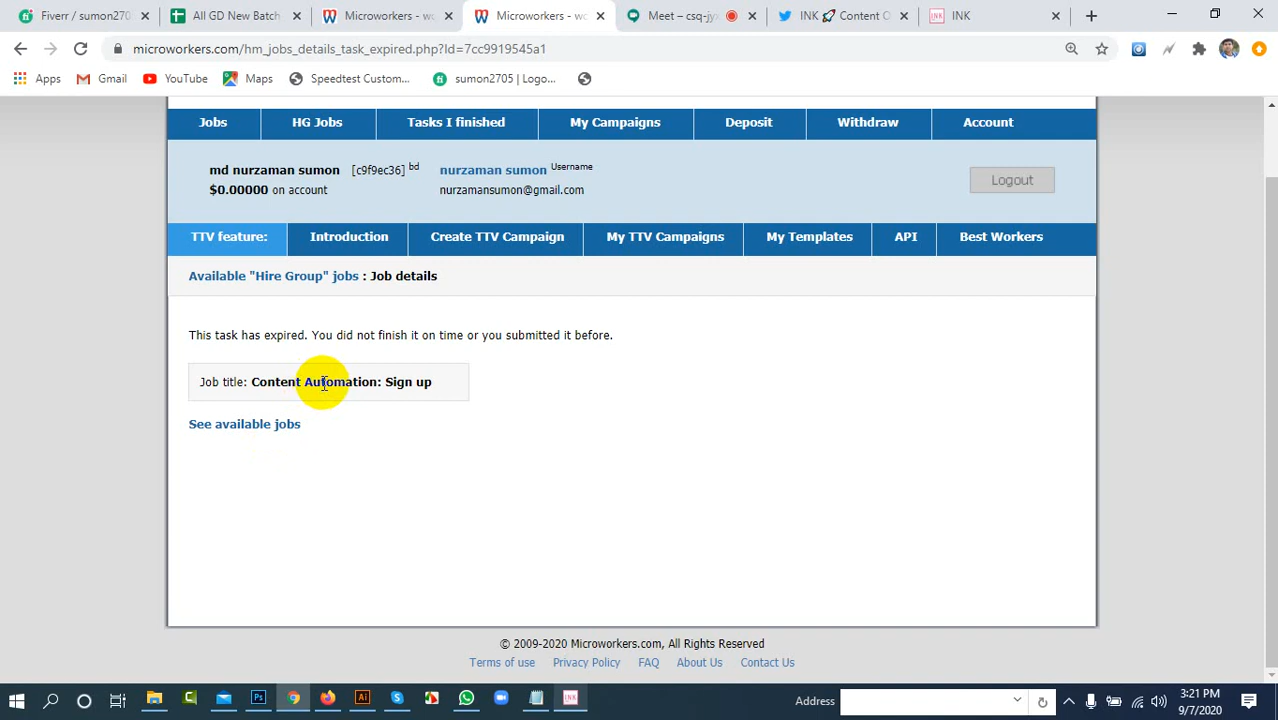 Fiverr / sumon270
All GD New Batch
Microworkers - wo
Microworkers - wo
Meet – csq-jyx
INK 🚀 Content O
INK
microworkers.com/hm_jobs_details_task_expired.php?Id=7cc9919545a1
Apps
Gmail
YouTube
Maps
Speedtest Custom...
sumon2705 | Logo...
Jobs
HG Jobs
Tasks I finished
My Campaigns
Deposit
Withdraw
Account
md nurzaman sumon [c9f9ec36] bd
nurzaman sumon Username
$0.00000 on account
nurzamansumon@gmail.com
Logout
TTV feature:
Introduction
Create TTV Campaign
My TTV Campaigns
My Templates
API
Best Workers
Available "Hire Group" jobs : Job details
This task has expired. You did not finish it on time or you submitted it before.
Job title: Content Automation: Sign up
See available jobs
© 2009-2020 Microworkers.com, All Rights Reserved
Terms of use
Privacy Policy
FAQ
About Us
Contact Us
Address
3:21 PM
9/7/2020